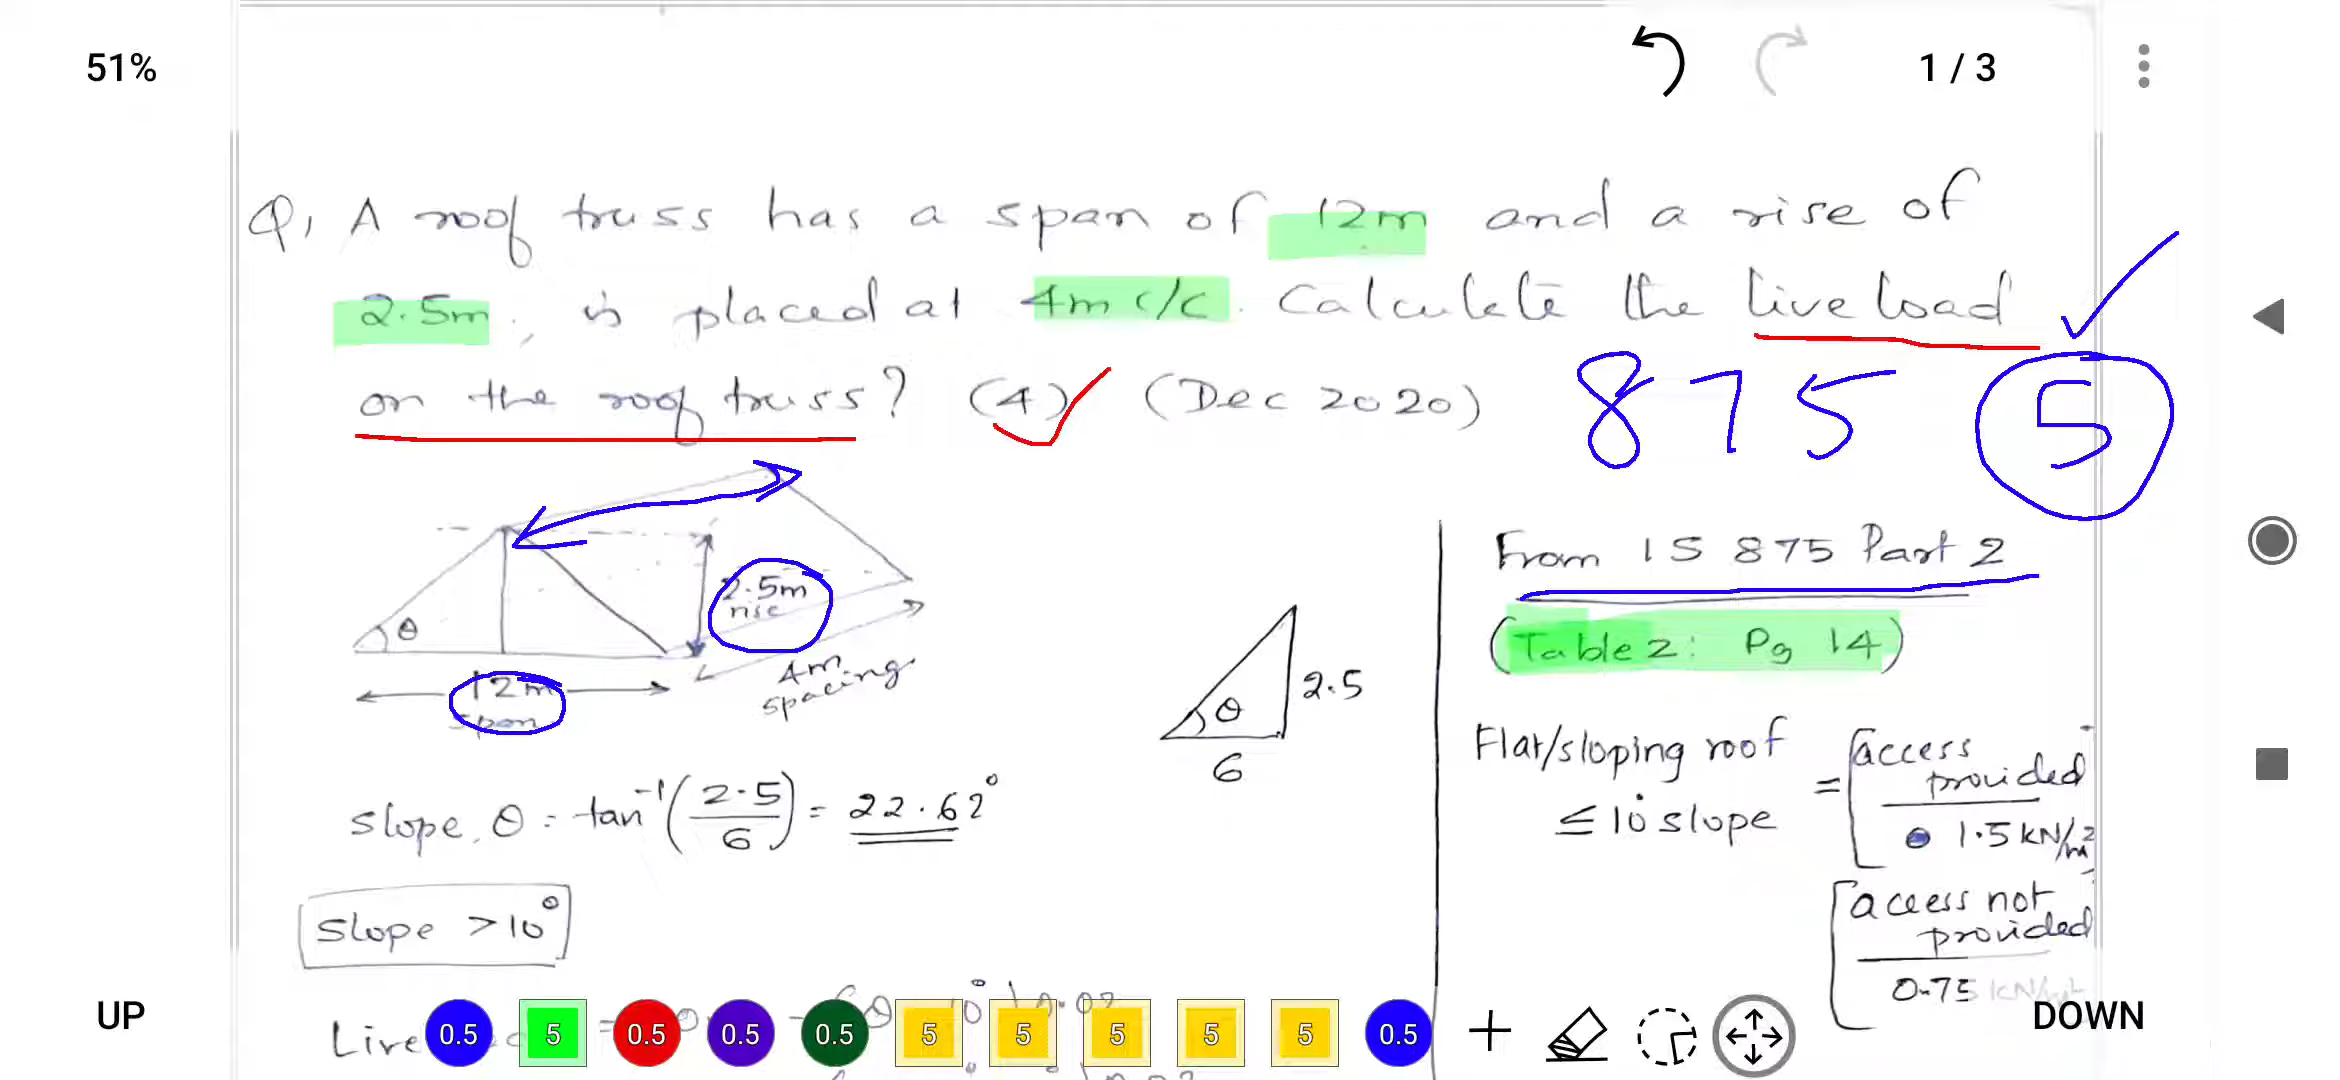 51%
1 / 3
Q, A roof truss has a span of 12m and a rise of
2.5m, is placed at 4m c/c. Calculate the live load
on the roof truss? (4) (Dec 2020)
875 5
2.5m
rise
θ
12m
span
4m
spacing
θ
2.5
6
From IS 875 Part 2
(Table 2: Pg 14)
Flat/sloping roof
≤ 10° slope
= access
provided
1.5 kN/m²
access not
provided
0.75 kN/m²
slope, θ = tan⁻¹(2.5/6) = 22.62°
Slope > 10°
Live
UP
0.5 5 0.5 0.5 0.5 5 5 5 5 5 0.5
DOWN